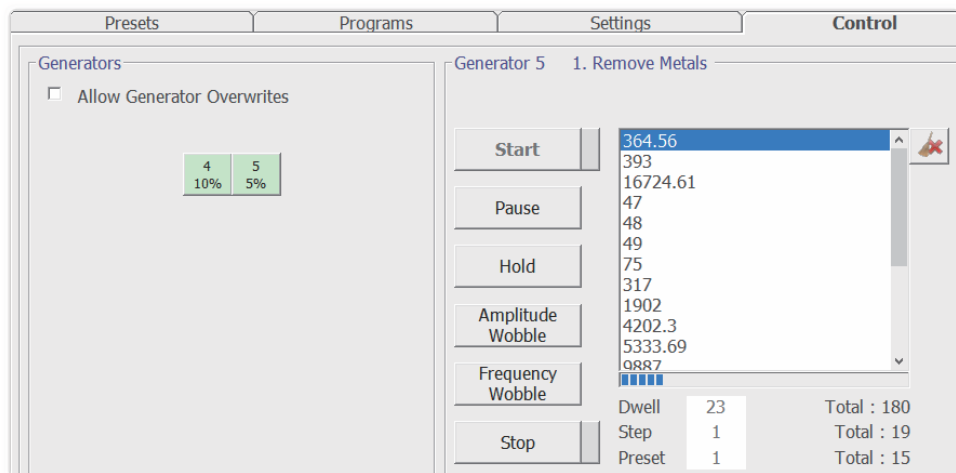 Presets Programs Settings Control
Generators
Allow Generator Overwrites
4 5
10% 5%
Generator 5 1. Remove Metals
Start
Pause
Hold
Amplitude
Wobble
Frequency
Wobble
Stop
364.56
393
16724.61
47
48
49
75
317
1902
4202.3
5333.69
9887
Dwell 23 Total : 180
Step 1 Total : 19
Preset 1 Total : 15